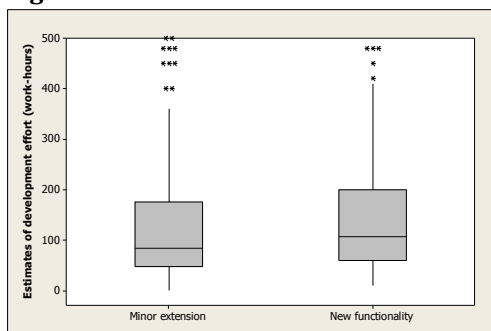 Estimates of development effort (work-hours)
500
400
300
200
100
0
Minor extension
New functionality